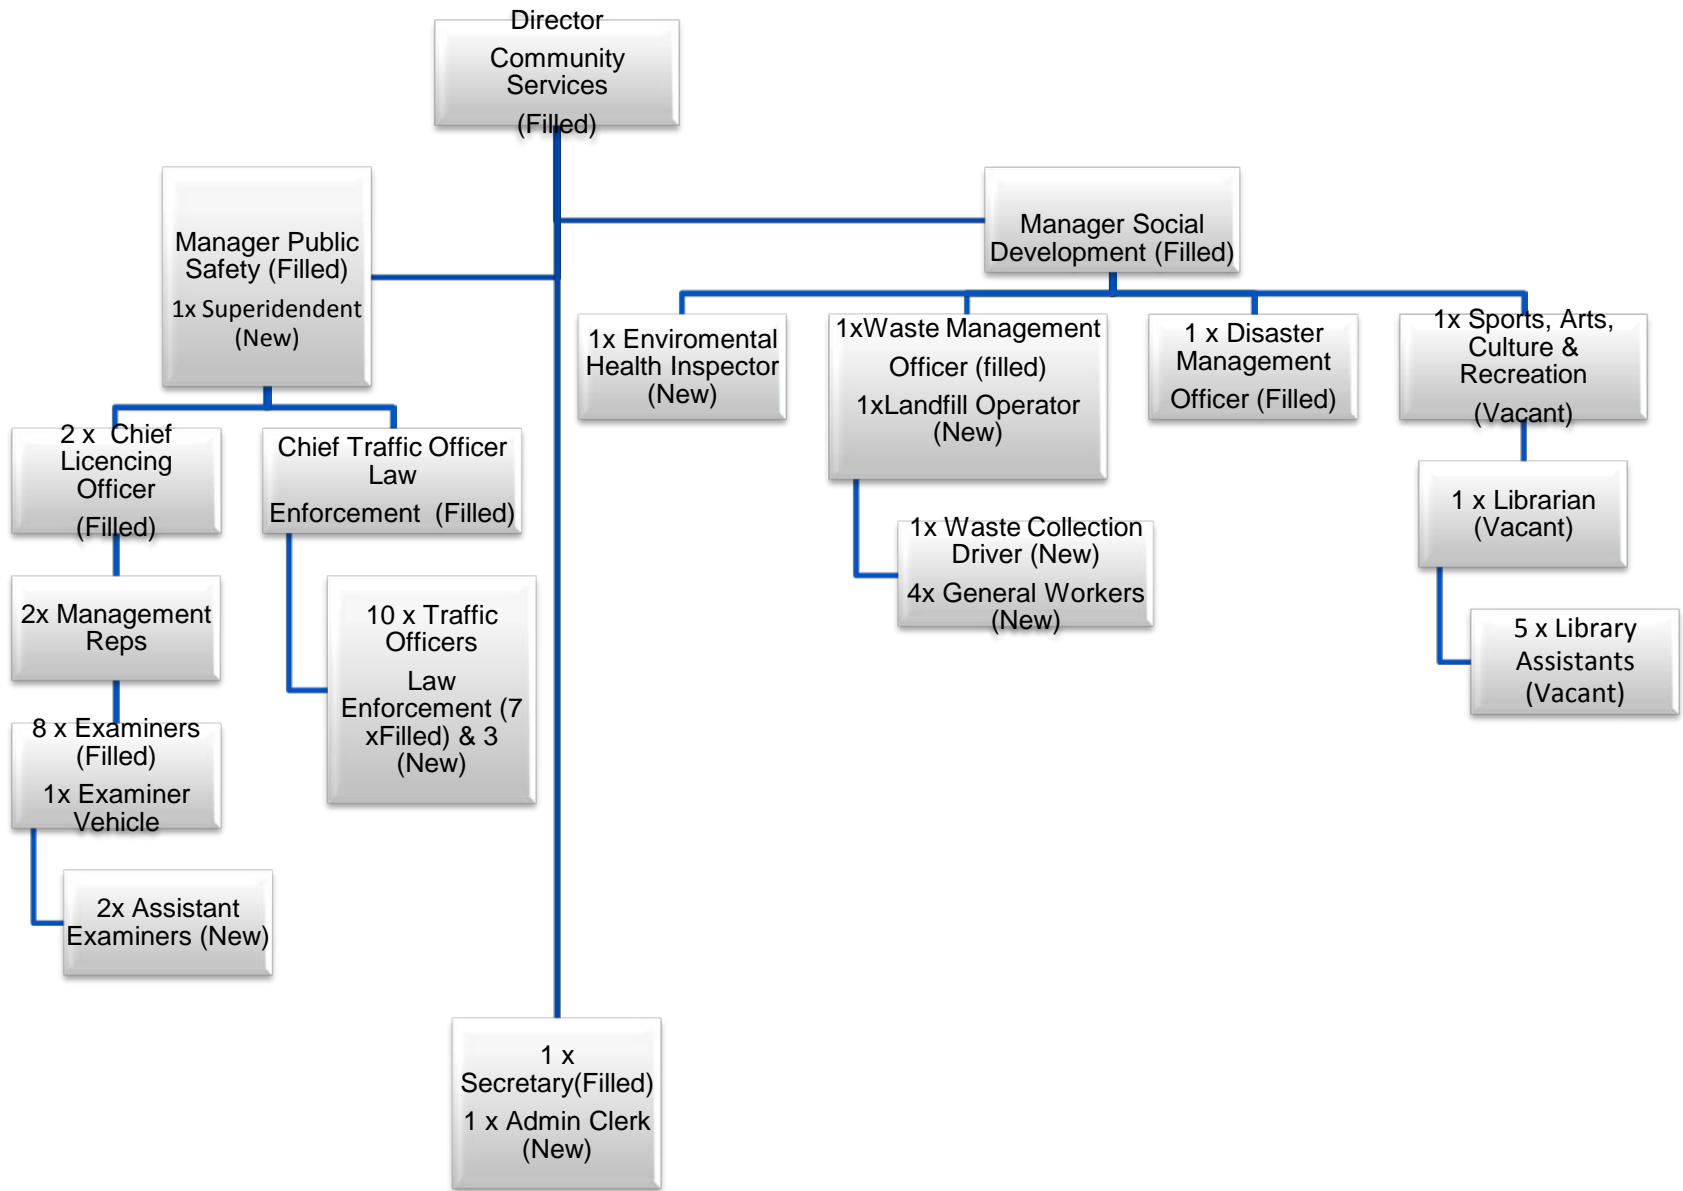 Director
Community
Services
(Filled)
Manager Public
Safety (Filled)
1x Superidendent
(New)
Manager Social
Development (Filled)
1x Enviromental
Health Inspector
(New)
1xWaste Management
Officer (filled)
1xLandfill Operator
(New)
1 x Disaster
Management
Officer (Filled)
1x Sports, Arts,
Culture &
Recreation
(Vacant)
2 x  Chief
Licencing
Officer
(Filled)
Chief Traffic Officer
Law
Enforcement  (Filled)
1 x Librarian
(Vacant)
1x Waste Collection
Driver (New)
4x General Workers
(New)
2x Management
Reps
10 x Traffic
Officers
Law
Enforcement (7
xFilled) & 3
(New)
5 x Library
Assistants
(Vacant)
8 x Examiners
(Filled)
1x Examiner
Vehicle
2x Assistant
Examiners (New)
1 x
Secretary(Filled)
1 x Admin Clerk
(New)